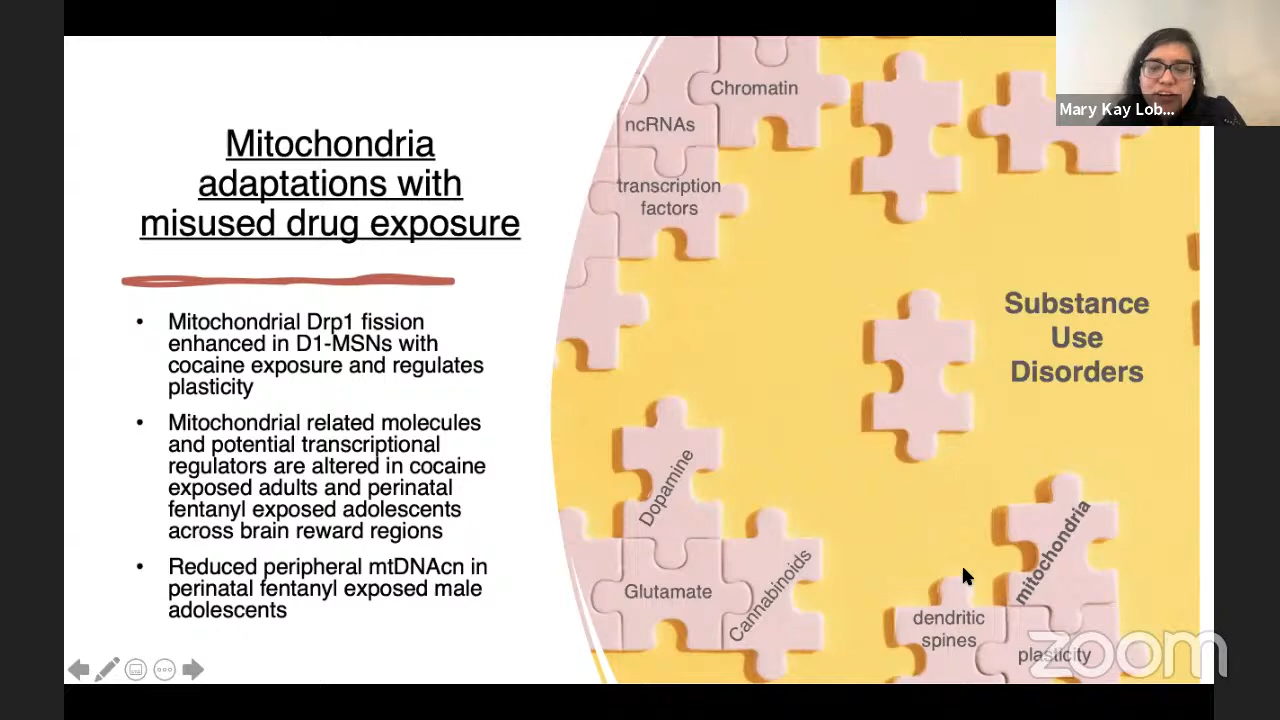 Mitochondria
adaptations with
misused drug exposure
• Mitochondrial Drp1 fission
enhanced in D1-MSNs with
cocaine exposure and regulates
plasticity
• Mitochondrial related molecules
and potential transcriptional
regulators are altered in cocaine
exposed adults and perinatal
fentanyl exposed adolescents
across brain reward regions
• Reduced peripheral mtDNAcn in
perinatal fentanyl exposed male
adolescents
Chromatin
ncRNAs
transcription
factors
Substance
Use
Disorders
Dopamine
Glutamate
Cannabinoids
mitochondria
dendritic
spines
plasticity
zoom
Mary Kay Lob...